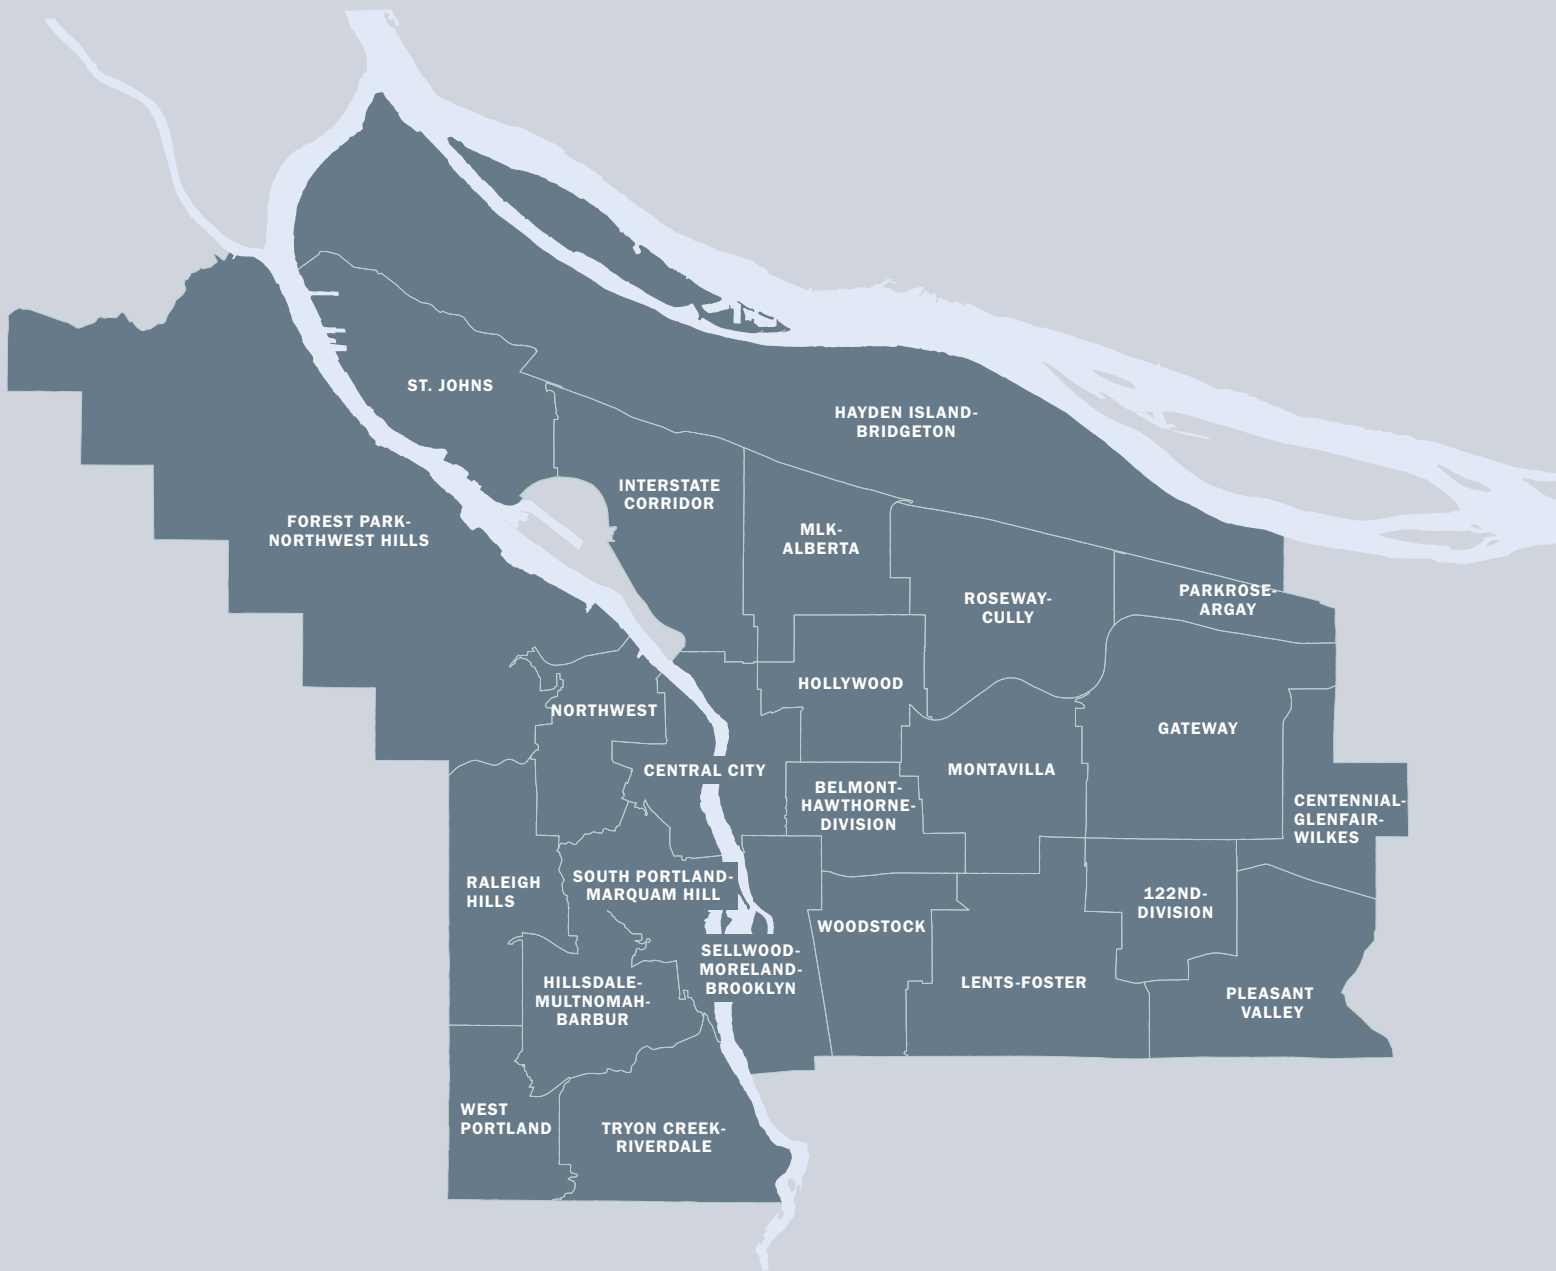 ST. JOHNS
HAYDEN ISLAND-
BRIDGETON
INTERSTATE
CORRIDOR
FOREST PARK-
NORTHWEST HILLS
MLK-
ALBERTA
ROSEWAY-
CULLY
PARKROSE-
ARGAY
HOLLYWOOD
NORTHWEST
GATEWAY
CENTRAL CITY
MONTAVILLA
BELMONT-
HAWTHORNE-
DIVISION
CENTENNIAL-
GLENFAIR-
WILKES
RALEIGH
HILLS
SOUTH PORTLAND-
MARQUAM HILL
122ND-
DIVISION
WOODSTOCK
SELLWOOD-
MORELAND-
BROOKLYN
HILLSDALE-
MULTNOMAH-
BARBUR
LENTS-FOSTER
PLEASANT
VALLEY
WEST
PORTLAND
TRYON CREEK-
RIVERDALE